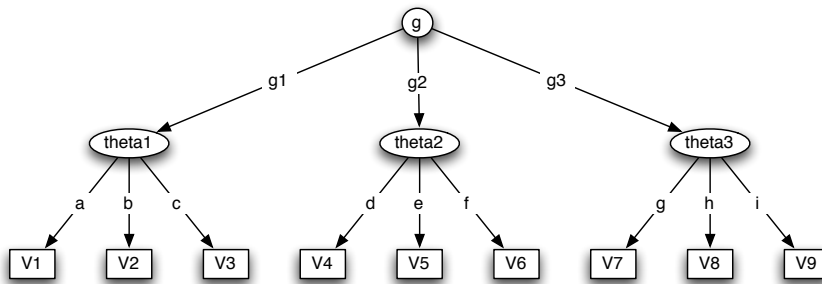 g
g1 g2 g3
theta1 theta2 theta3
a b c d e f g h i
V1 V2 V3 V4 V5 V6 V7 V8 V9